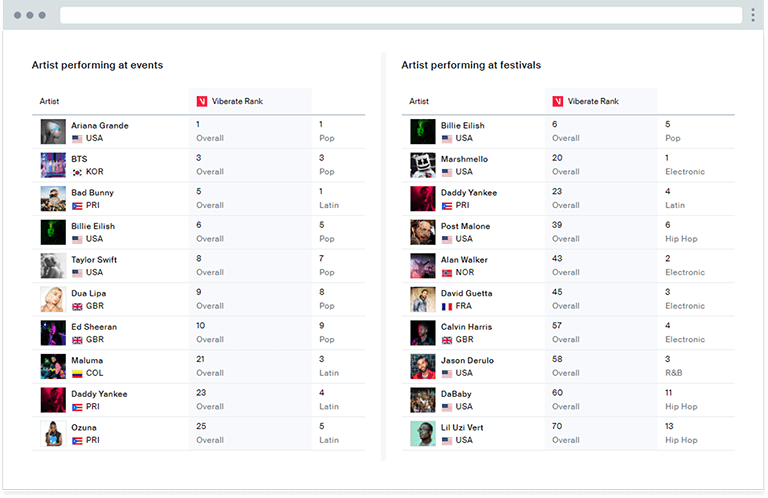 Artist performing at events
Artist Viberate Rank
Ariana Grande 1 1
USA Overall Pop
BTS 3 3
KOR Overall Pop
Bad Bunny 5 1
PRI Overall Latin
Billie Eilish 6 5
USA Overall Pop
Taylor Swift 8 7
USA Overall Pop
Dua Lipa 9 8
GBR Overall Pop
Ed Sheeran 10 9
GBR Overall Pop
Maluma 21 3
COL Overall Latin
Daddy Yankee 23 4
PRI Overall Latin
Ozuna 25 5
PRI Overall Latin
Artist performing at festivals
Artist Viberate Rank
Billie Eilish 6 5
USA Overall Pop
Marshmello 20 1
USA Overall Electronic
Daddy Yankee 23 4
PRI Overall Latin
Post Malone 39 6
USA Overall Hip Hop
Alan Walker 43 2
NOR Overall Electronic
David Guetta 45 3
FRA Overall Electronic
Calvin Harris 57 4
GBR Overall Electronic
Jason Derulo 58 3
USA Overall R&B
DaBaby 60 11
USA Overall Hip Hop
Lil Uzi Vert 70 13
USA Overall Hip Hop